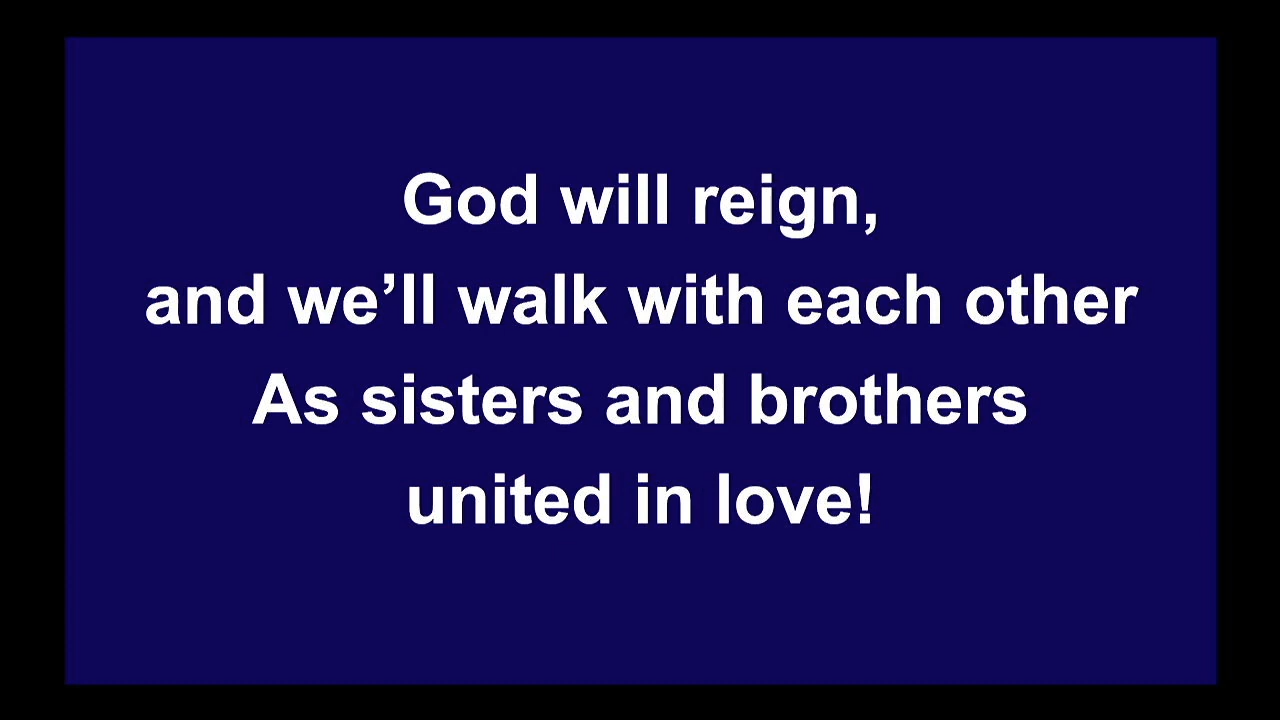 God will reign,
and we’ll walk with each other
As sisters and brothers
united in love!